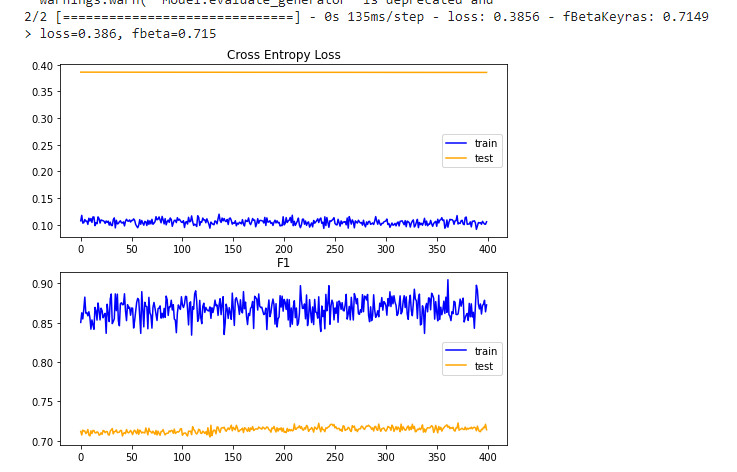 warnings.warn('`Model.evaluate_generator` is deprecated and
2/2 [==============================] - 0s 135ms/step - loss: 0.3856 - fBetaKeyras: 0.7149
> loss=0.386, fbeta=0.715
Cross Entropy Loss
0.40
0.35
0.30
0.25
0.20
0.15
0.10
train
test
0 50 100 150 200 250 300 350 400
F1
0.90
0.85
0.80
0.75
0.70
train
test
0 50 100 150 200 250 300 350 400